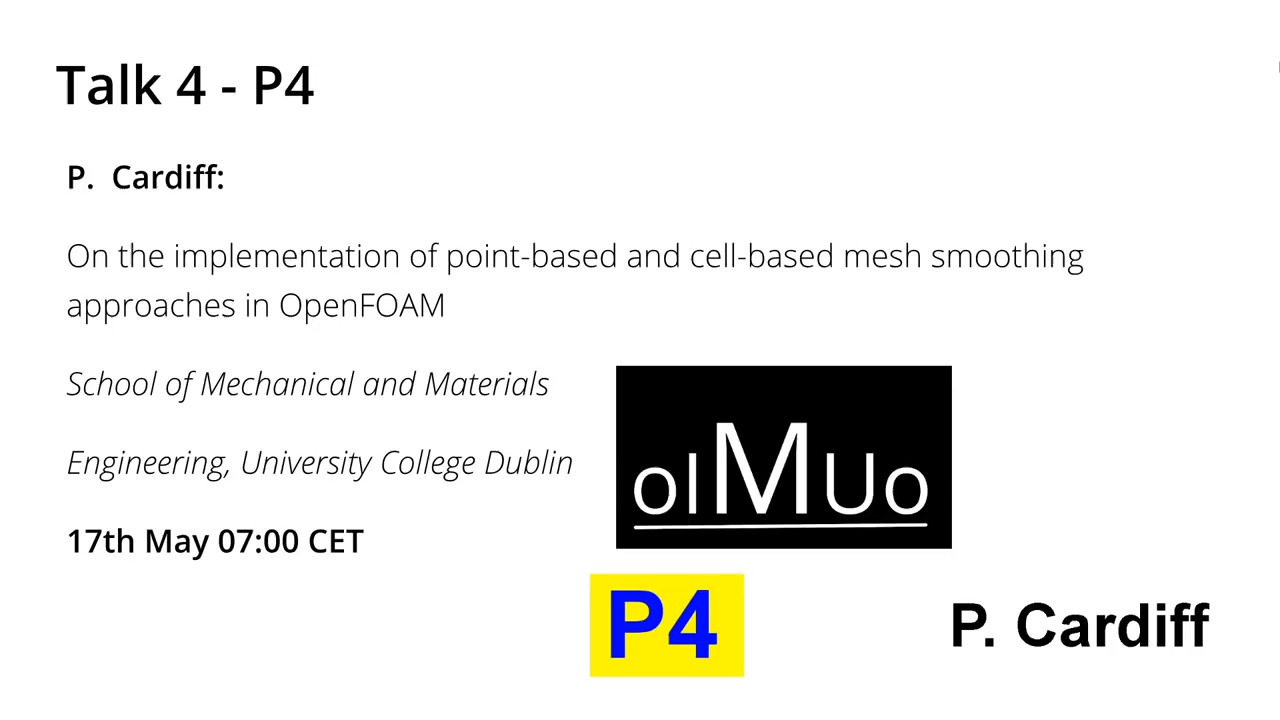 Talk 4 - P4
P. Cardiff:
On the implementation of point-based and cell-based mesh smoothing
approaches in OpenFOAM
School of Mechanical and Materials
Engineering, University College Dublin
17th May 07:00 CET
olMUo
P4
P. Cardiff